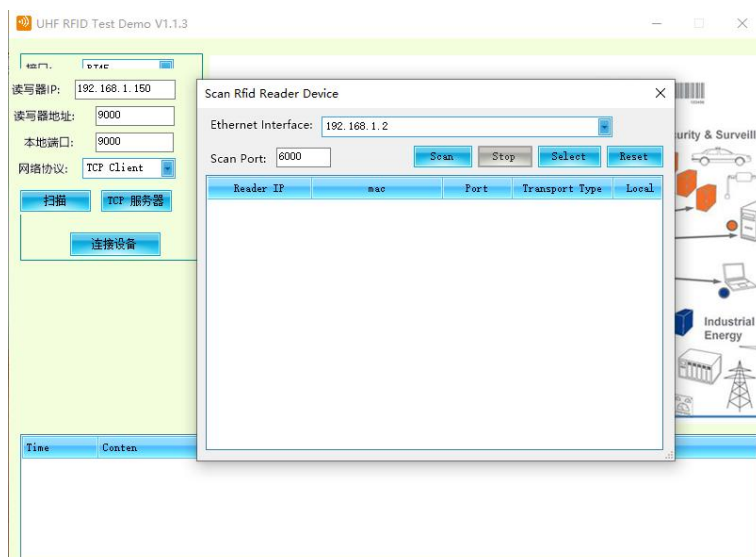 UHF RFID Test Demo V1.1.3
读写器IP: 192.168.1.150
读写器地址: 9000
本地端口: 9000
网络协议: TCP Client
扫描 TCP 服务器
连接设备
Scan Rfid Reader Device
Ethernet Interface: 192.168.1.2
Scan Port: 6000 Scan Stop Select Reset
Reader IP mac Port Transport Type Local
urity & Surveill
Industrial
Energy
Time Conten